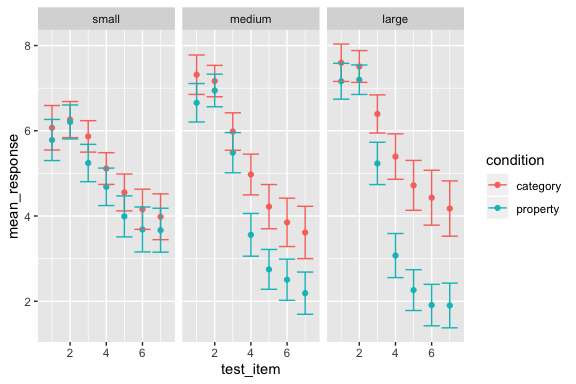 small medium large
8
6
4
2
mean_response
2 4 6 2 4 6 2 4 6
test_item
condition
category
property